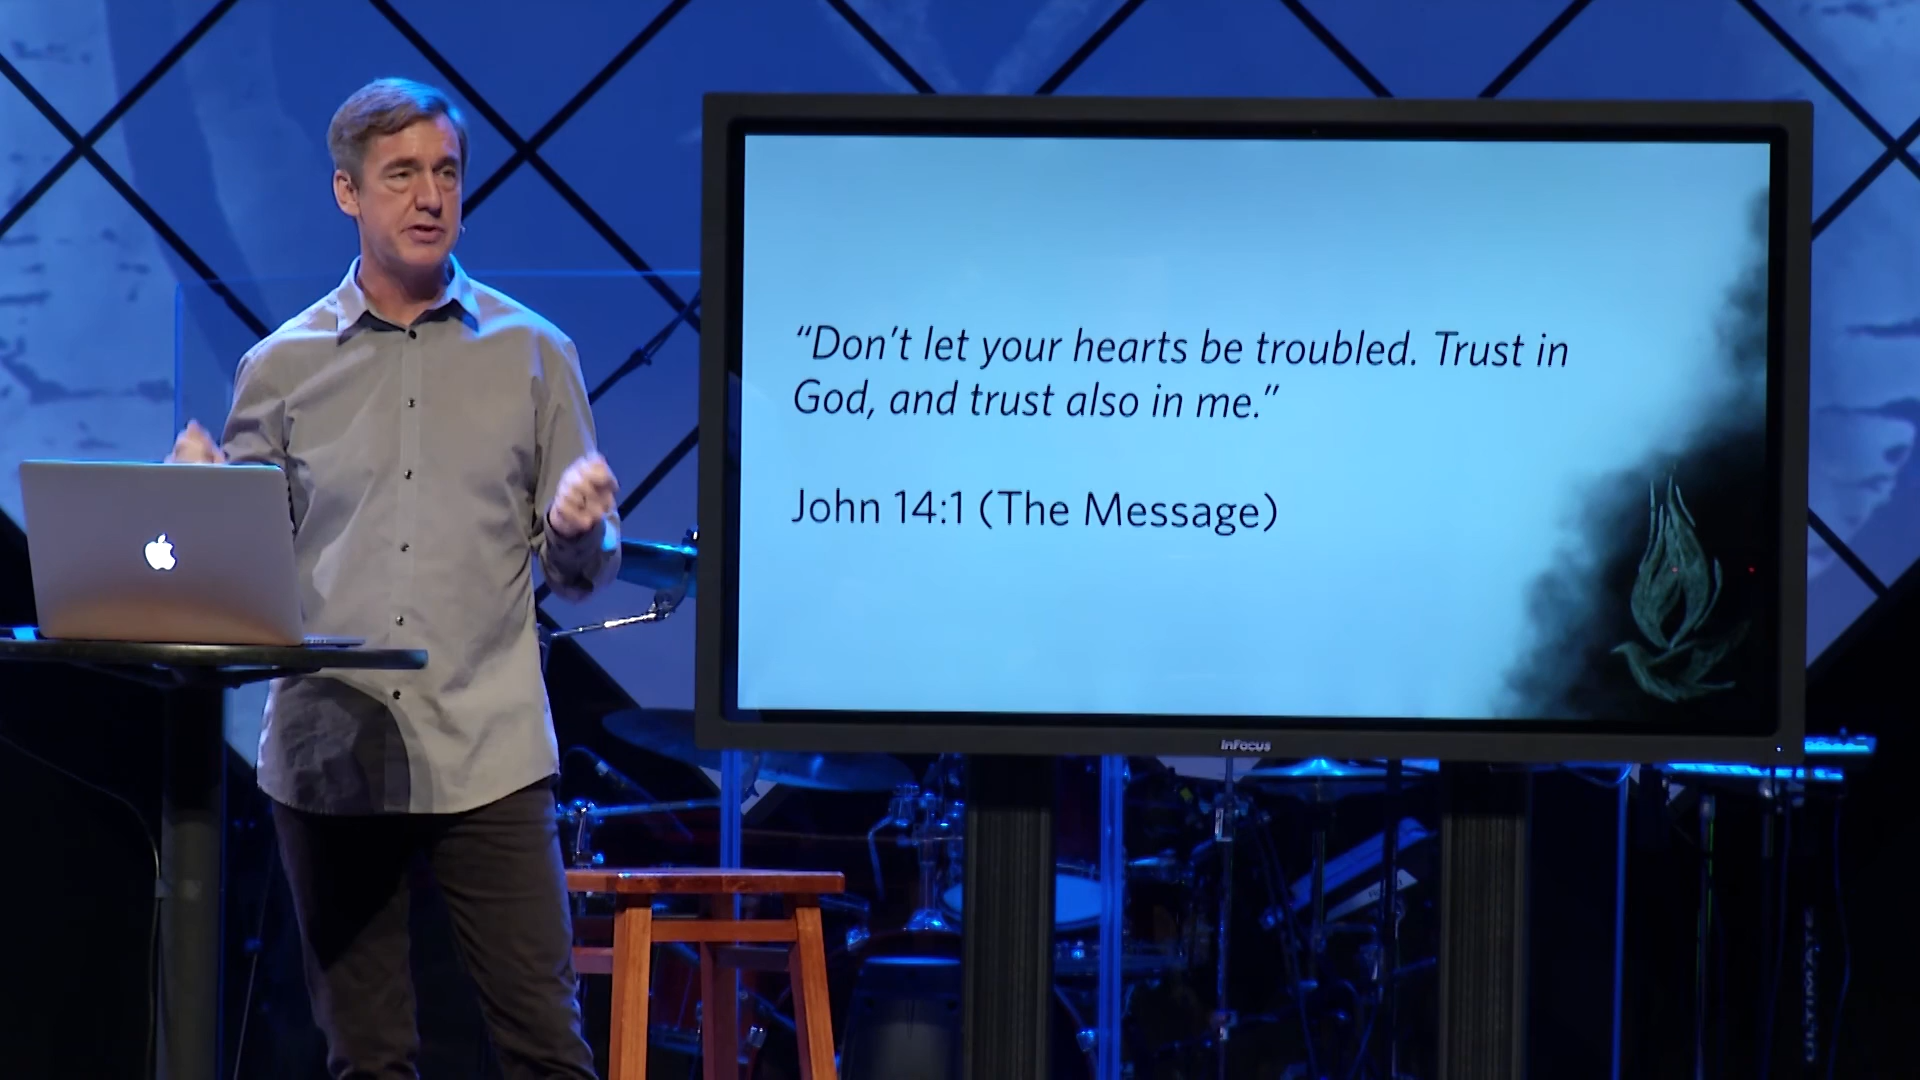 “Don’t let your hearts be troubled. Trust in
God, and trust also in me.”
John 14:1 (The Message)
InFocus
ULTIMATE